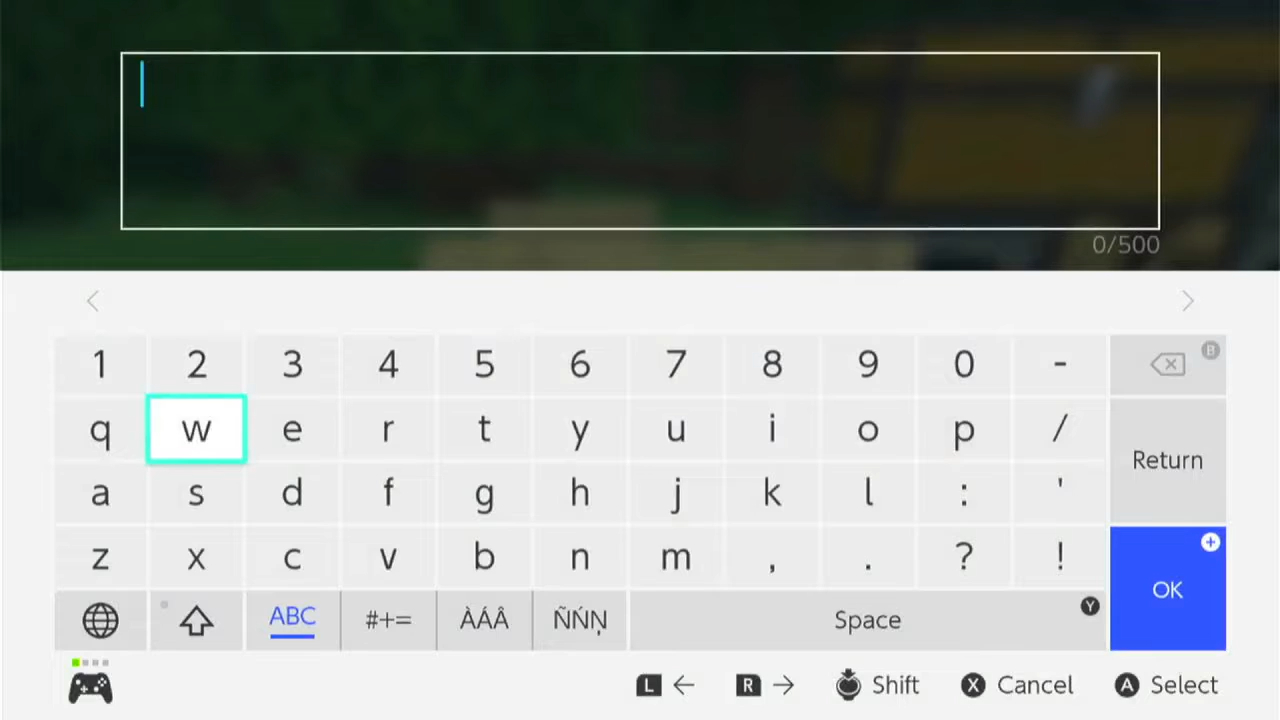 0/500
1 2 3 4 5 6 7 8 9 0 - B
q w e r t y u i o p /
Return
a s d f g h j k l : '
z x c v b n m , . ? !
OK
ABC #+= ÀÁÂ ÑŃŅ Space Y
L ← R → Shift X Cancel A Select